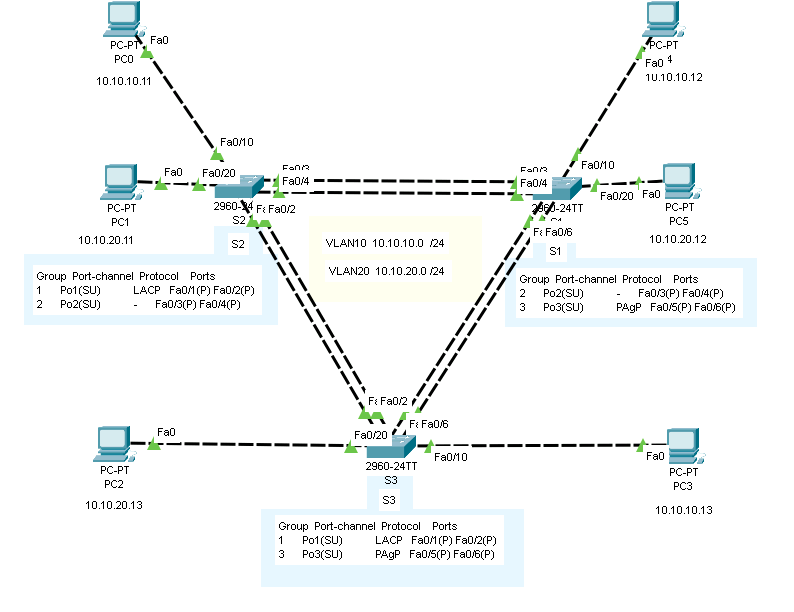 PC-PT
PC0
Fa0
10.10.10.11
Fa0/10
PC-PT
4
Fa0
10.10.10.12
Fa0/10
PC-PT
PC1
Fa0
Fa0/20
10.10.20.11
2960-24
S2
Fa0/4
Fa0/2
Fa0/4
2960-24TT
Fa0/20
Fa0
PC-PT
PC5
10.10.20.12
Fa0/6
S2
S1
VLAN10 10.10.10.0 /24
VLAN20 10.10.20.0 /24
Group Port-channel Protocol Ports
1 Po1(SU) LACP Fa0/1(P) Fa0/2(P)
2 Po2(SU) - Fa0/3(P) Fa0/4(P)
Group Port-channel Protocol Ports
2 Po2(SU) - Fa0/3(P) Fa0/4(P)
3 Po3(SU) PAgP Fa0/5(P) Fa0/6(P)
Fa0/2
Fa0/6
Fa0/20
Fa0/10
2960-24TT
S3
S3
Fa0
PC-PT
PC2
10.10.20.13
Fa0
PC-PT
PC3
10.10.10.13
Group Port-channel Protocol Ports
1 Po1(SU) LACP Fa0/1(P) Fa0/2(P)
3 Po3(SU) PAgP Fa0/5(P) Fa0/6(P)